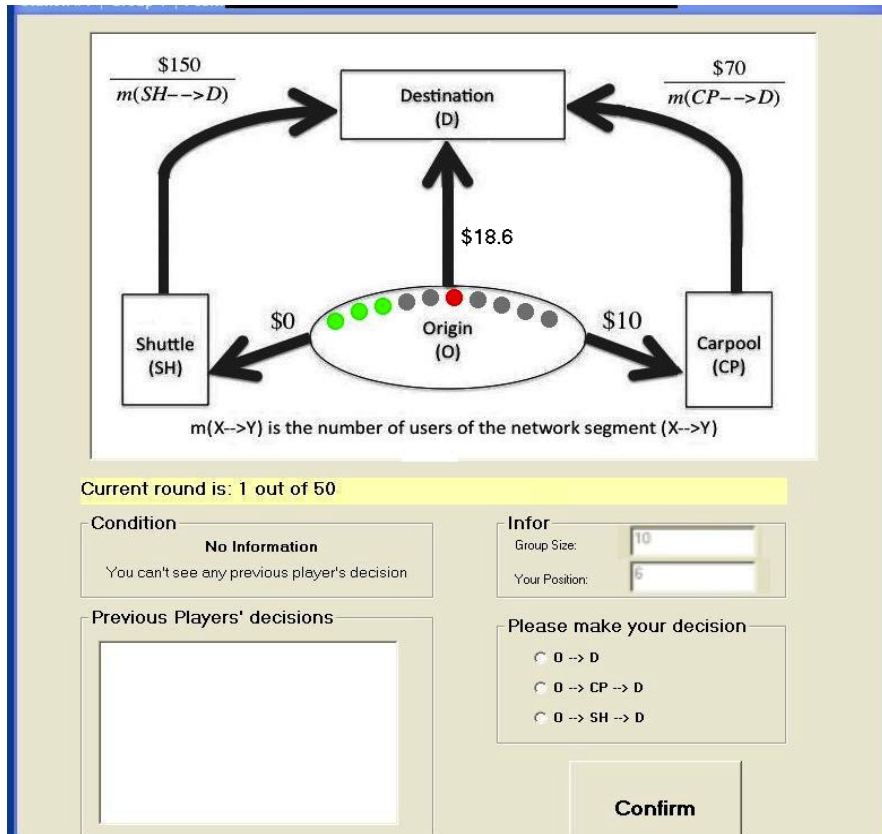 $150
m(SH-->D)
$70
m(CP-->D)
Destination
(D)
$18.6
$0
Origin
(O)
$10
Shuttle
(SH)
Carpool
(CP)
m(X-->Y) is the number of users of the network segment (X-->Y)
Current round is: 1 out of 50
Condition
No Information
You can't see any previous player's decision
Infor
Group Size: 10
Your Position: 6
Previous Players' decisions
Please make your decision
O --> D
O --> CP --> D
O --> SH --> D
Confirm